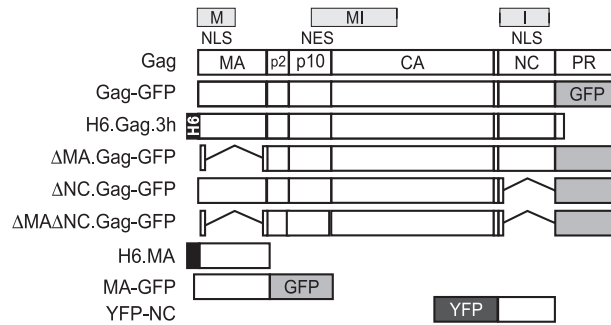 M MI I
NLS NES NLS
Gag MA p2 p10 CA NC PR
Gag-GFP GFP
H6.Gag.3h H6
ΔMA.Gag-GFP
ΔNC.Gag-GFP
ΔMAΔNC.Gag-GFP
H6.MA
MA-GFP GFP
YFP-NC YFP